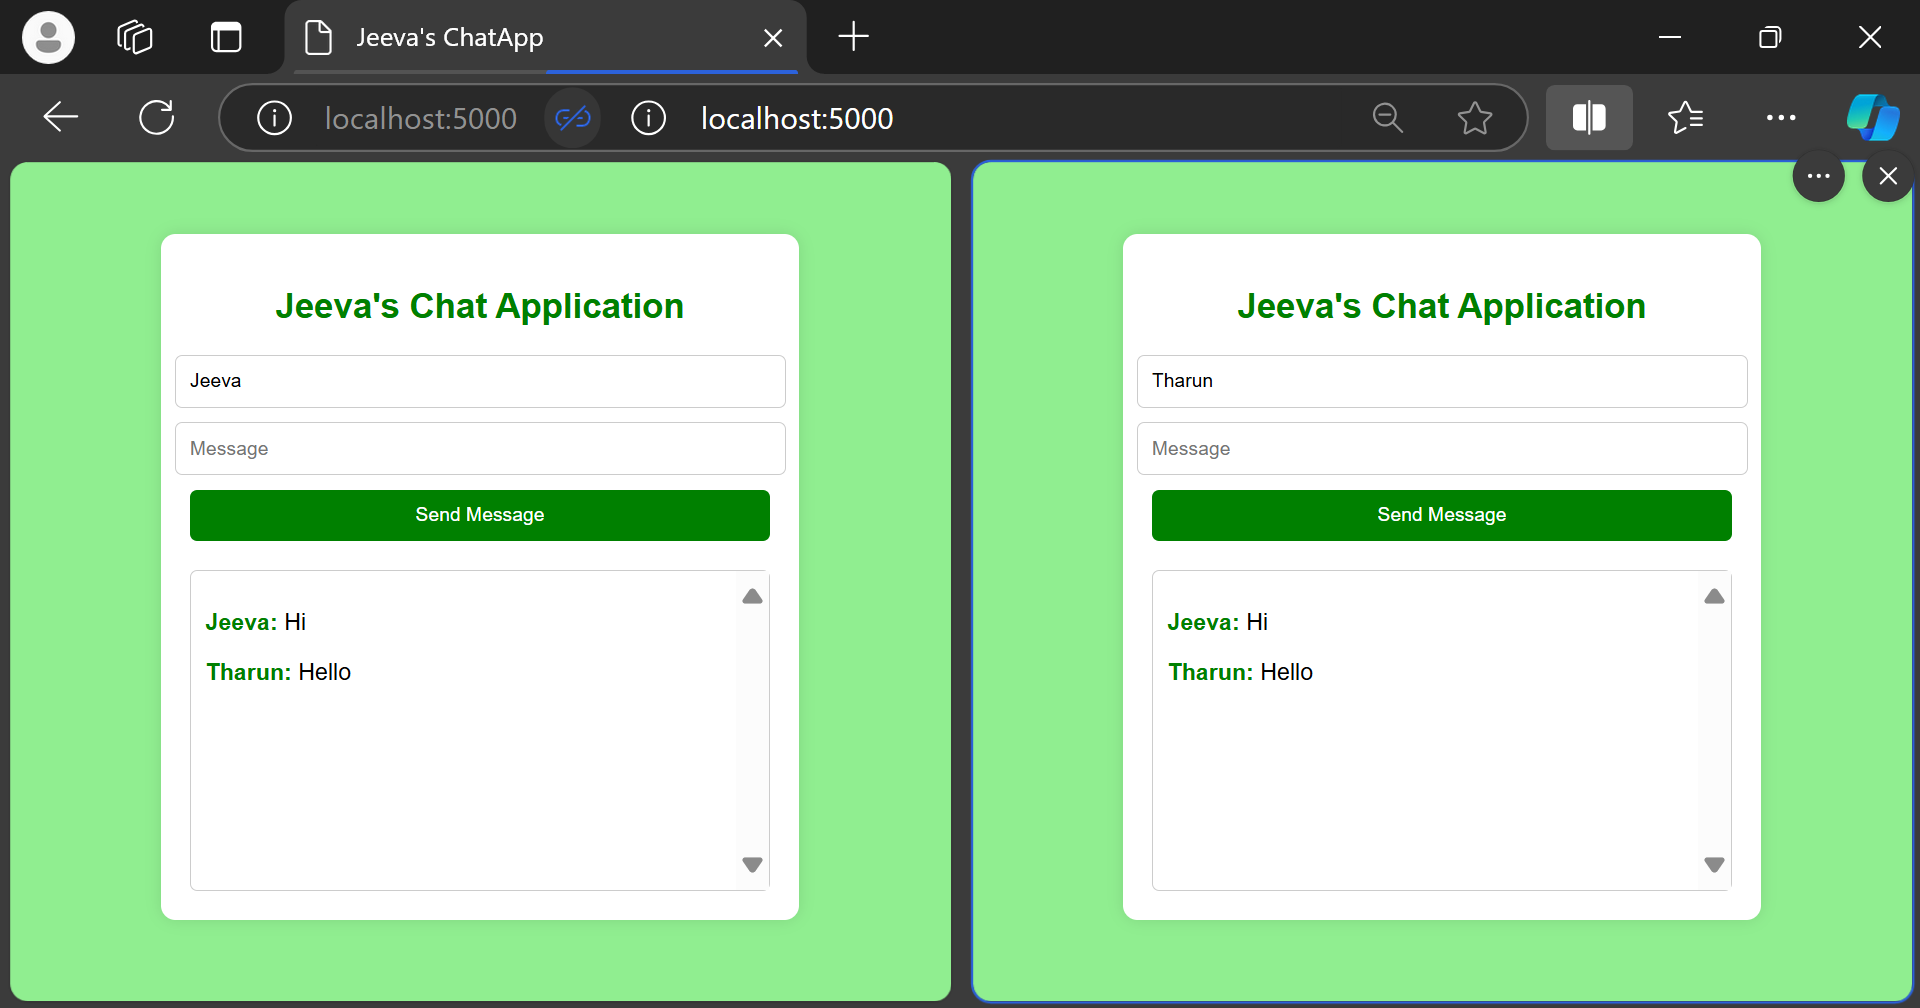 Jeeva's ChatApp
localhost:5000
localhost:5000
Jeeva's Chat Application
Jeeva
Message
Send Message
Jeeva: Hi
Tharun: Hello
Jeeva's Chat Application
Tharun
Message
Send Message
Jeeva: Hi
Tharun: Hello